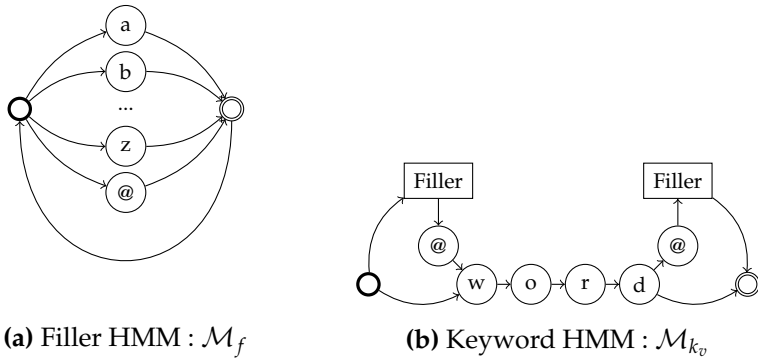 a
b
...
z
@
Filler
Filler
@
@
w o r d
(a) Filler HMM : ℳ_f
(b) Keyword HMM : ℳ_{k_v}